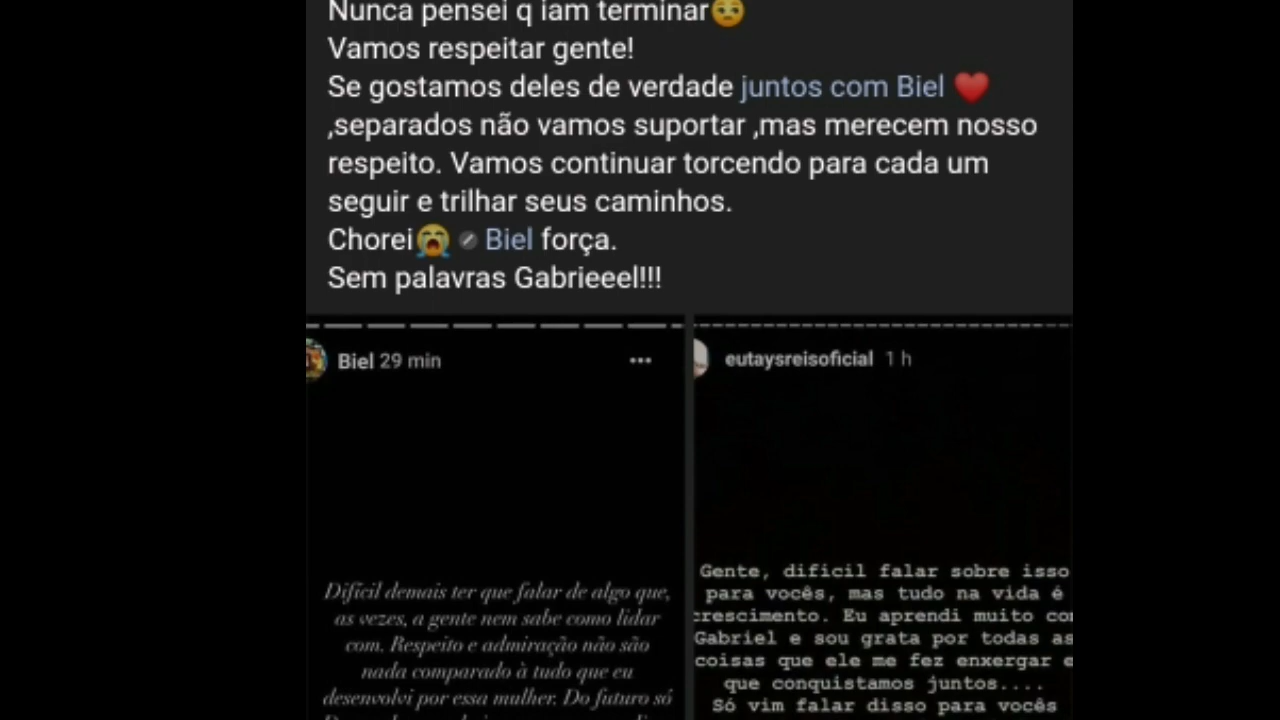 Nunca pensei q iam terminar😔
Vamos respeitar gente!
Se gostamos deles de verdade juntos com Biel ❤️
,separados não vamos suportar ,mas merecem nosso
respeito. Vamos continuar torcendo para cada um
seguir e trilhar seus caminhos.
Chorei😭 Biel força.
Sem palavras Gabrieeel!!!
Biel 29 min
Difícil demais ter que falar de algo que,
as vezes, a gente nem sabe como lidar
com. Respeito e admiração não são
nada comparado à tudo que eu
desenvolvi por essa mulher. Do futuro só
eutaysreisoficial 1 h
Gente, dificil falar sobre isso
para vocês, mas tudo na vida é
crescimento. Eu aprendi muito co
Gabriel e sou grata por todas as
coisas que ele me fez enxergar e
que conquistamos juntos....
Só vim falar disso para vocês